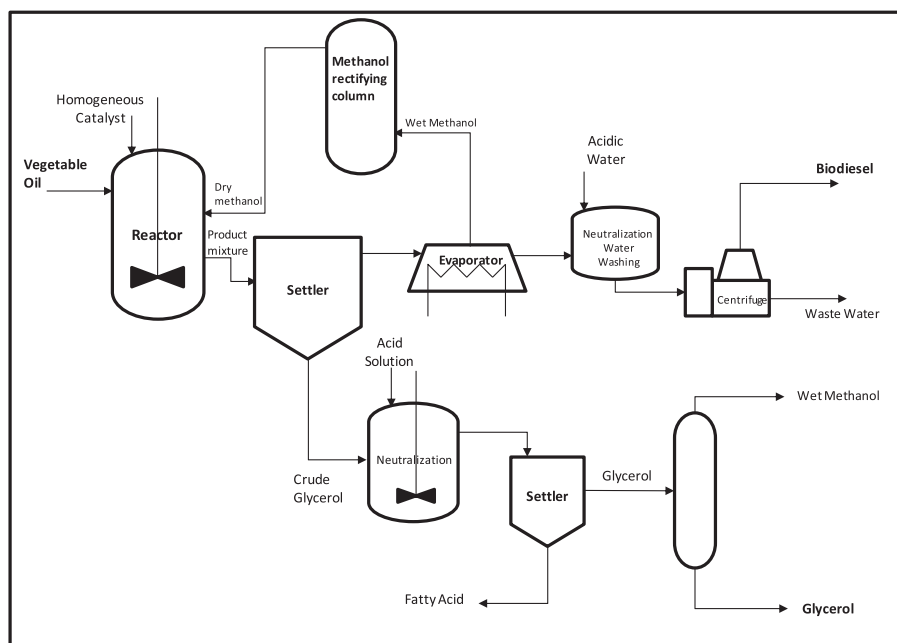 Methanol
rectifying
column
Homogeneous
Catalyst
Wet Methanol
Acidic
Water
Vegetable
Oil
Biodiesel
Dry
methanol
Reactor
Product
mixture
Neutralization
Water
Washing
Evaporator
Settler
Centrifuge
Waste Water
Acid
Solution
Wet Methanol
Neutralization
Crude
Glycerol
Glycerol
Settler
Fatty Acid
Glycerol